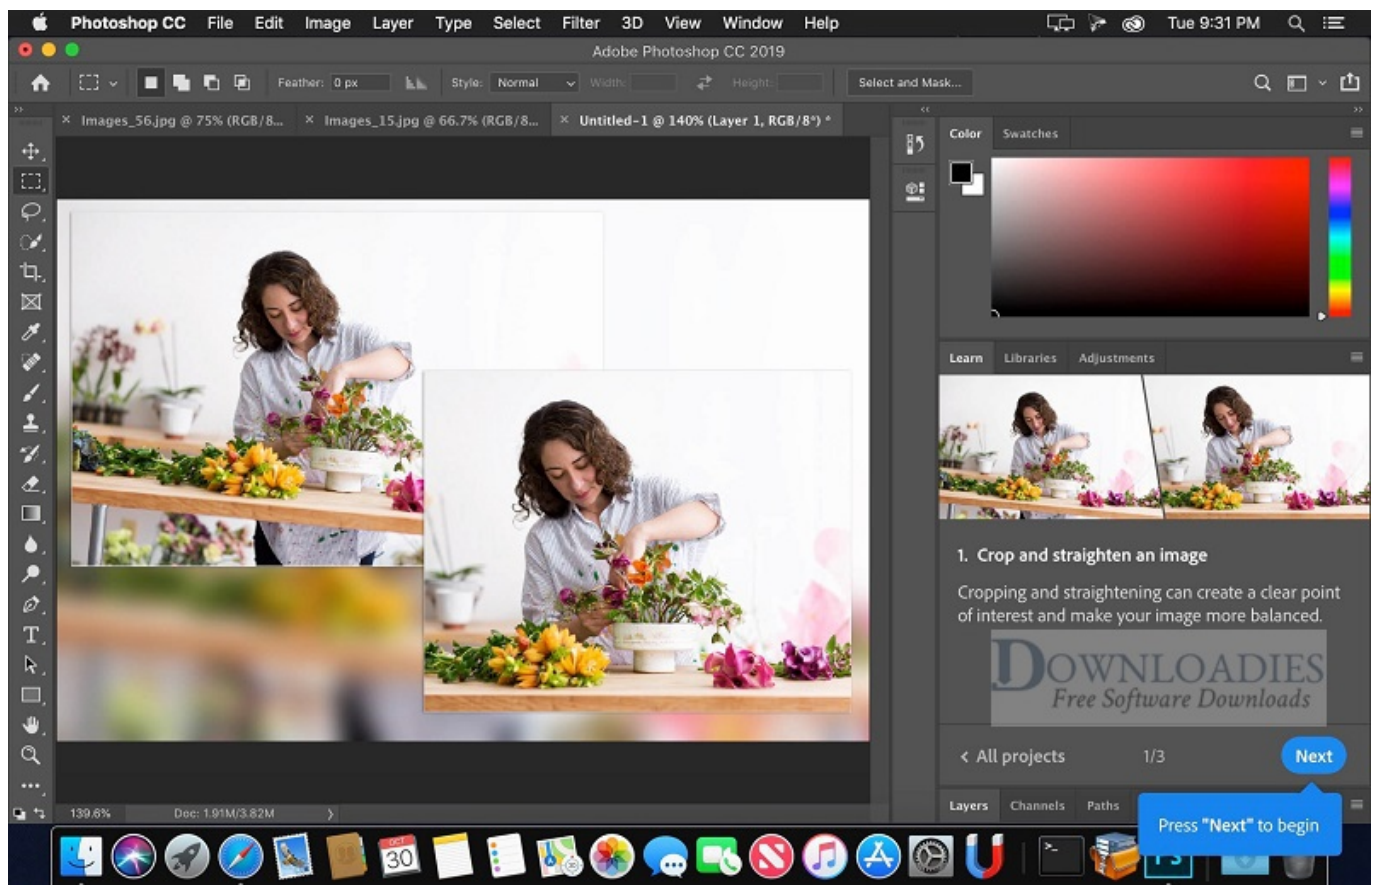 Photoshop CC File Edit Image Layer Type Select Filter 3D View Window Help Tue 9:31 PM
Adobe Photoshop CC 2019
Feather: 0 px Style: Normal Width: Height: Select and Mask...
× Images_56.jpg @ 75% (RGB/8... × Images_15.jpg @ 66.7% (RGB/8... × Untitled-1 @ 140% (Layer 1, RGB/8*) *
Color Swatches
Learn Libraries Adjustments
1. Crop and straighten an image
Cropping and straightening can create a clear point
of interest and make your image more balanced.
DOWNLOADIES
Free Software Downloads
< All projects 1/3 Next
Layers Channels Paths
139.6% Doc: 1.91M/3.82M
Press "Next" to begin
OCT
30